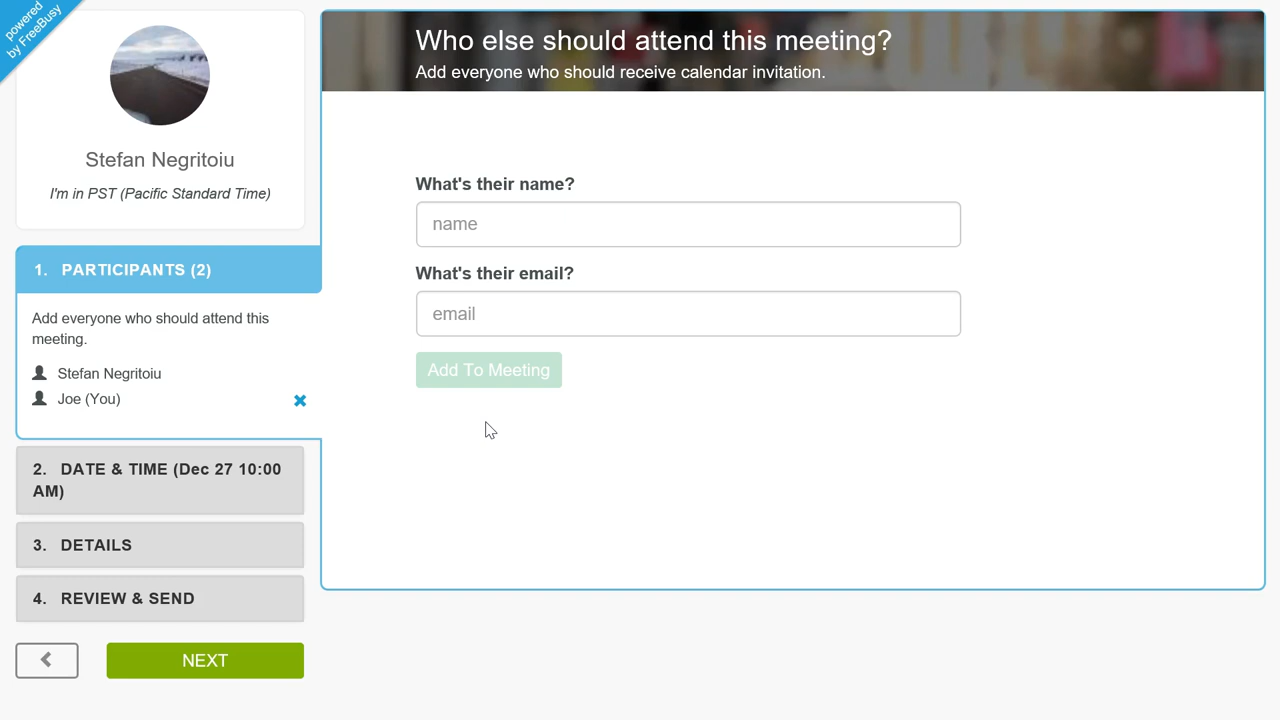 powered
by FreeBusy
Stefan Negritoiu
I'm in PST (Pacific Standard Time)
1. PARTICIPANTS (2)
Add everyone who should attend this
meeting.
Stefan Negritoiu
Joe (You)
2. DATE & TIME (Dec 27 10:00
AM)
3. DETAILS
4. REVIEW & SEND
NEXT
Who else should attend this meeting?
Add everyone who should receive calendar invitation.
What's their name?
name
What's their email?
email
Add To Meeting